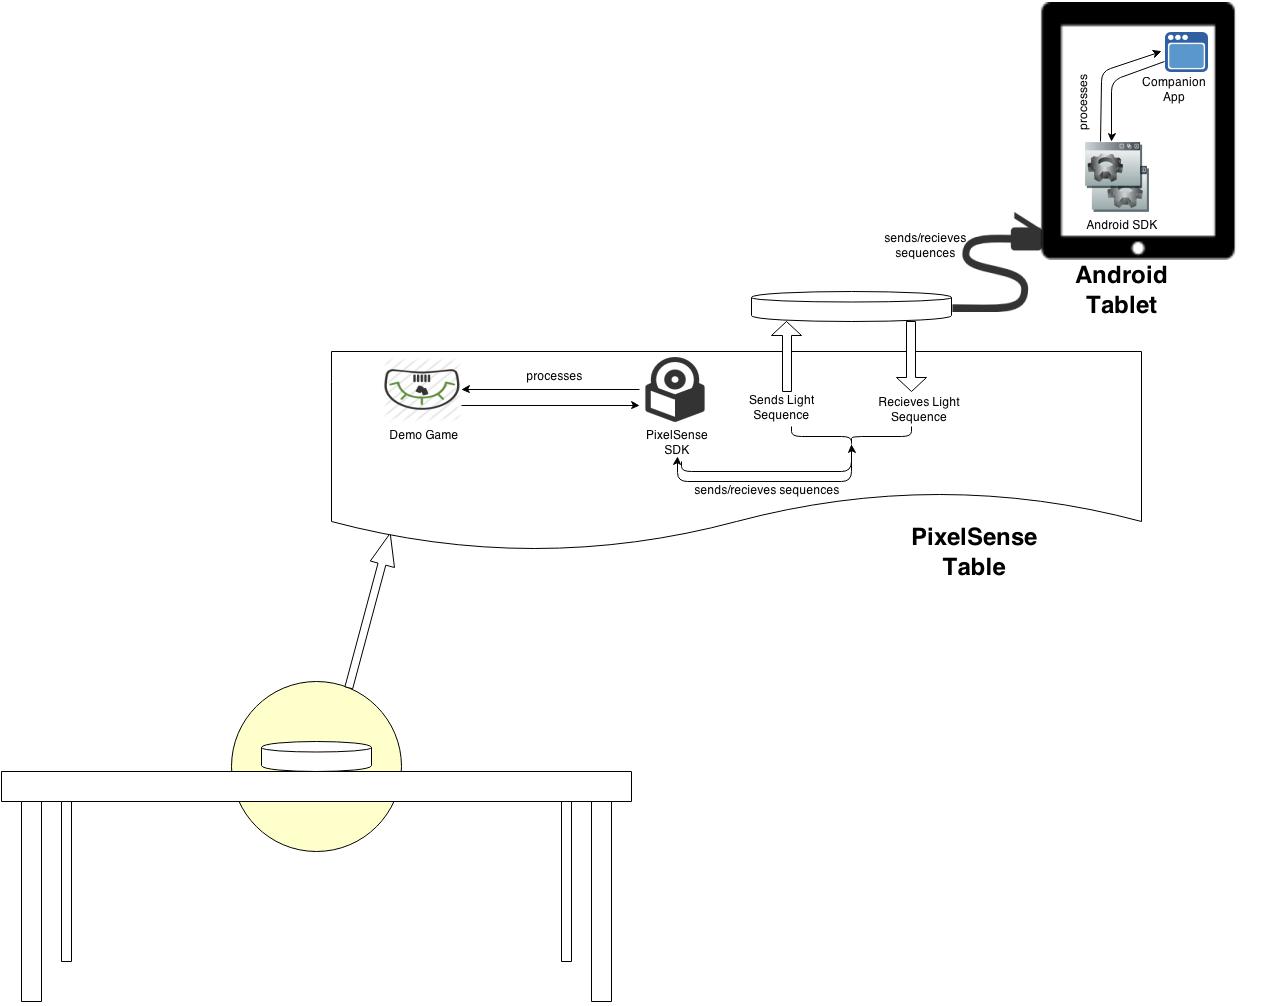 processes
Companion
App
Android SDK
sends/recieves
sequences
Android
Tablet
processes
Demo Game
PixelSense
SDK
Sends Light
Sequence
Recieves Light
Sequence
sends/recieves sequences
PixelSense
Table